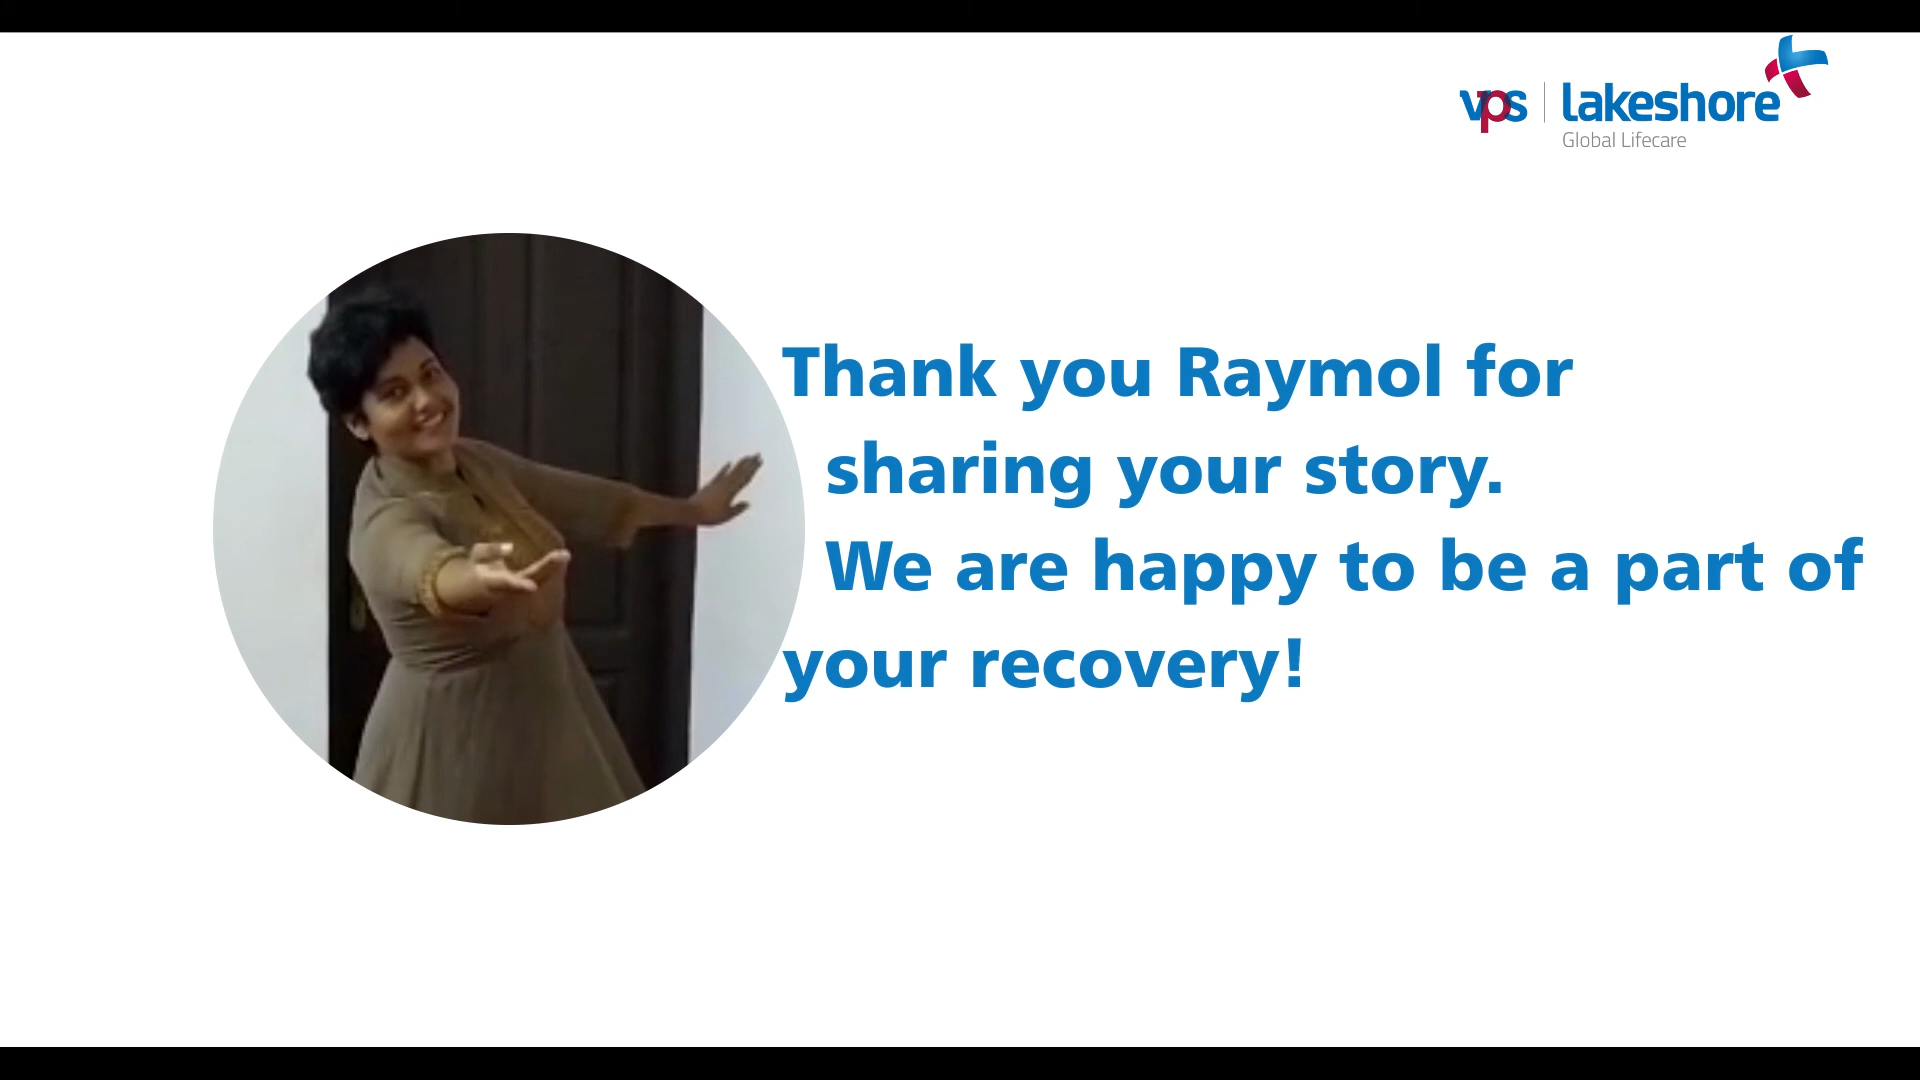 vps lakeshore
Global Lifecare
Thank you Raymol for
sharing your story.
We are happy to be a part of
your recovery!